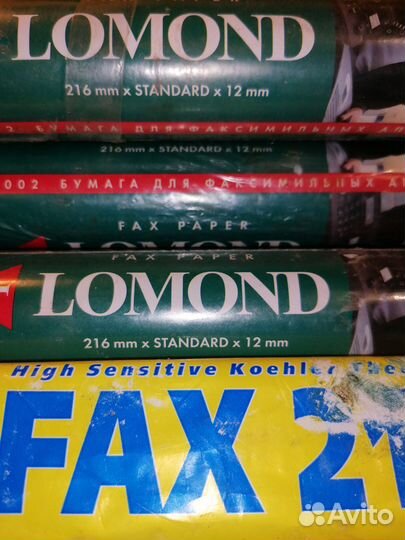 LOMOND
216 mm x STANDARD x 12 mm
БУМАГА ДЛЯ ФАКСИМИЛЬНЫХ
216 mm x STANDARD x 12 mm
002 БУМАГА ДЛЯ ФАКСИМИЛЬНЫХ
FAX PAPER
LOMOND
FAX PAPER
LOMOND
216 mm x STANDARD x 12 mm
High Sensitive Koehler
FAX 21
Avito